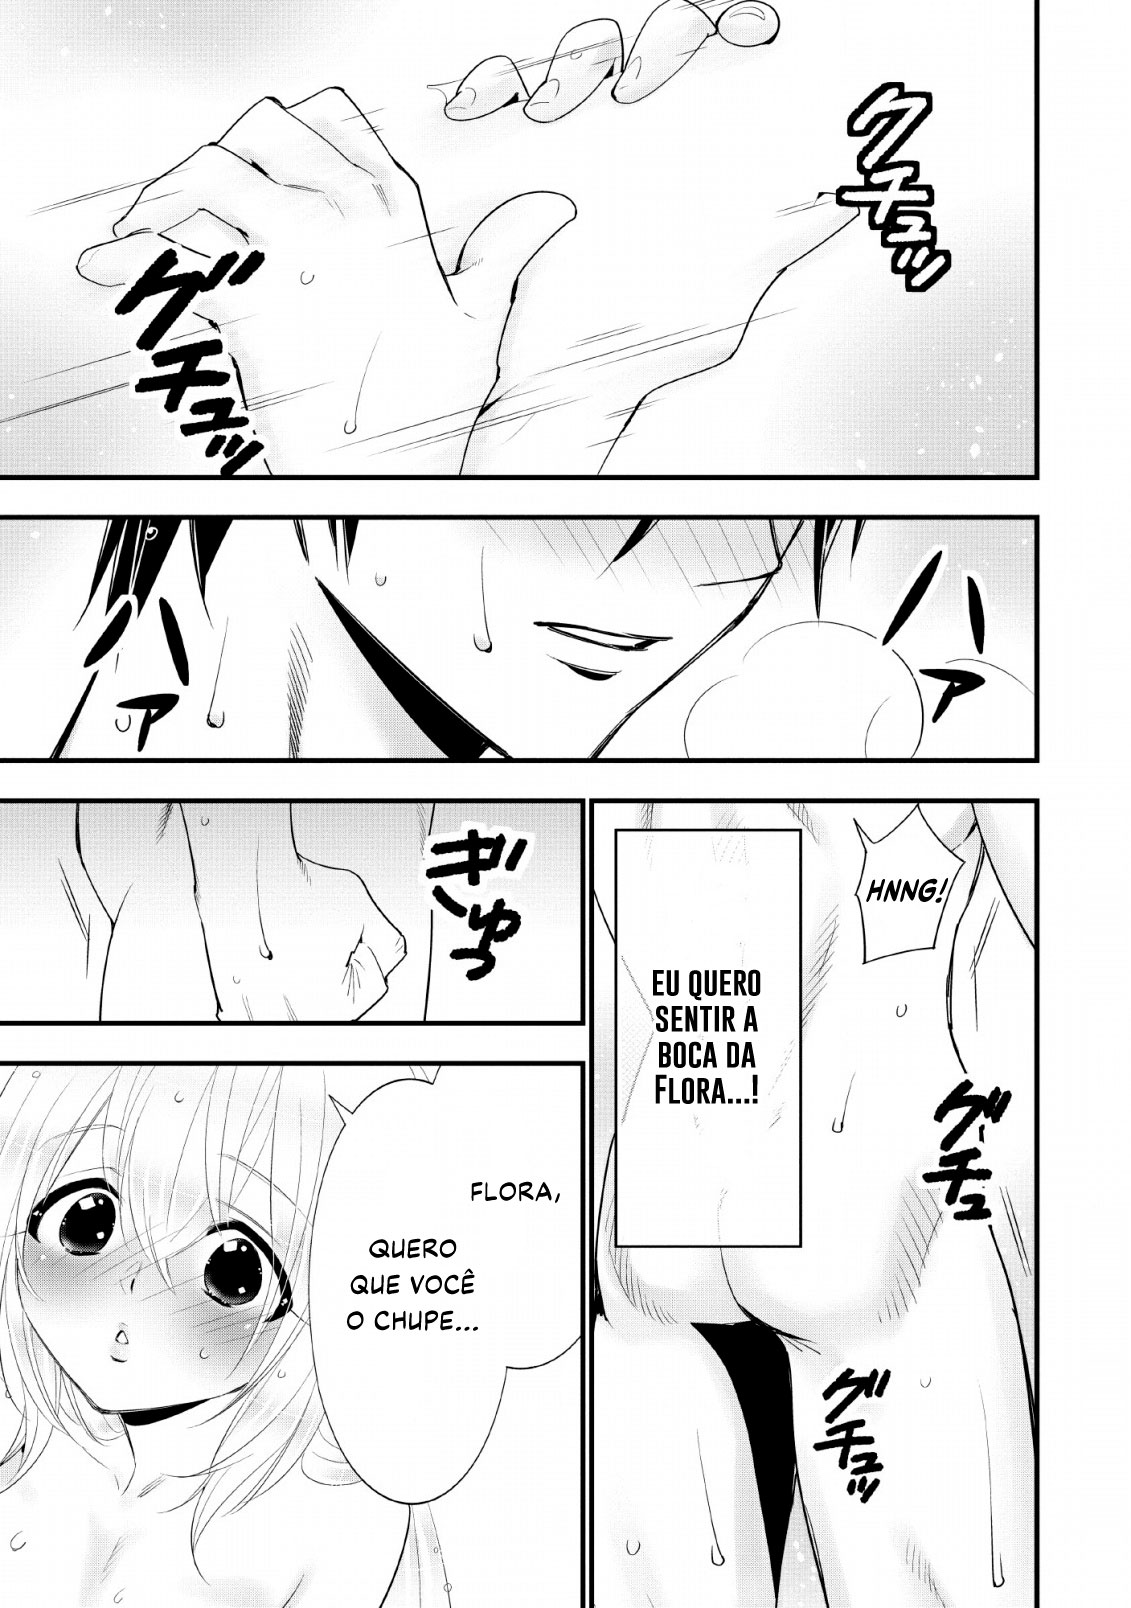 クチュッ
グチュッ
ハァ
ハァ
HNNG!
EU QUERO
SENTIR A
BOCA DA
FLORA...!
グチュ
グチュッ
ぎゅっ
FLORA,
QUERO
QUE VOCÊ
O CHUPE...